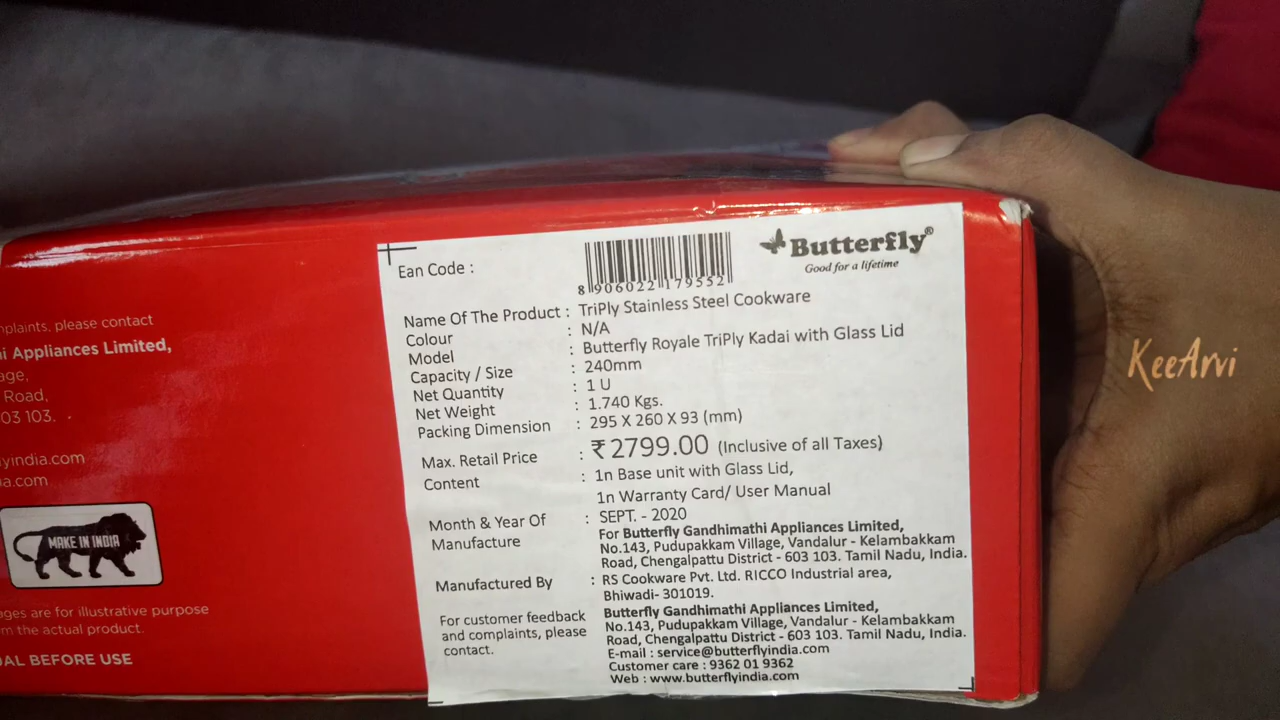 mplaints, please contact
i Appliances Limited,
age,
Road,
03 103.
yindia.com
a.com
MAKE IN INDIA
ages are for illustrative purpose
m the actual product.
AL BEFORE USE
Ean Code :
8 906022 179552
Butterfly®
Good for a lifetime
Name Of The Product : TriPly Stainless Steel Cookware
Colour : N/A
Model : Butterfly Royale TriPly Kadai with Glass Lid
Capacity / Size : 240mm
Net Quantity : 1 U
Net Weight : 1.740 Kgs.
Packing Dimension : 295 X 260 X 93 (mm)
Max. Retail Price : ₹ 2799.00 (Inclusive of all Taxes)
Content : 1n Base unit with Glass Lid,
1n Warranty Card/ User Manual
Month & Year Of : SEPT. - 2020
Manufacture
For Butterfly Gandhimathi Appliances Limited,
No.143, Pudupakkam Village, Vandalur - Kelambakkam
Road, Chengalpattu District - 603 103. Tamil Nadu, India.
Manufactured By : RS Cookware Pvt. Ltd. RICCO Industrial area,
Bhiwadi- 301019.
For customer feedback
and complaints, please
contact.
Butterfly Gandhimathi Appliances Limited,
No.143, Pudupakkam Village, Vandalur - Kelambakkam
Road, Chengalpattu District - 603 103. Tamil Nadu, India.
E-mail : service@butterflyindia.com
Customer care : 9362 01 9362
Web : www.butterflyindia.com
KeeArvi